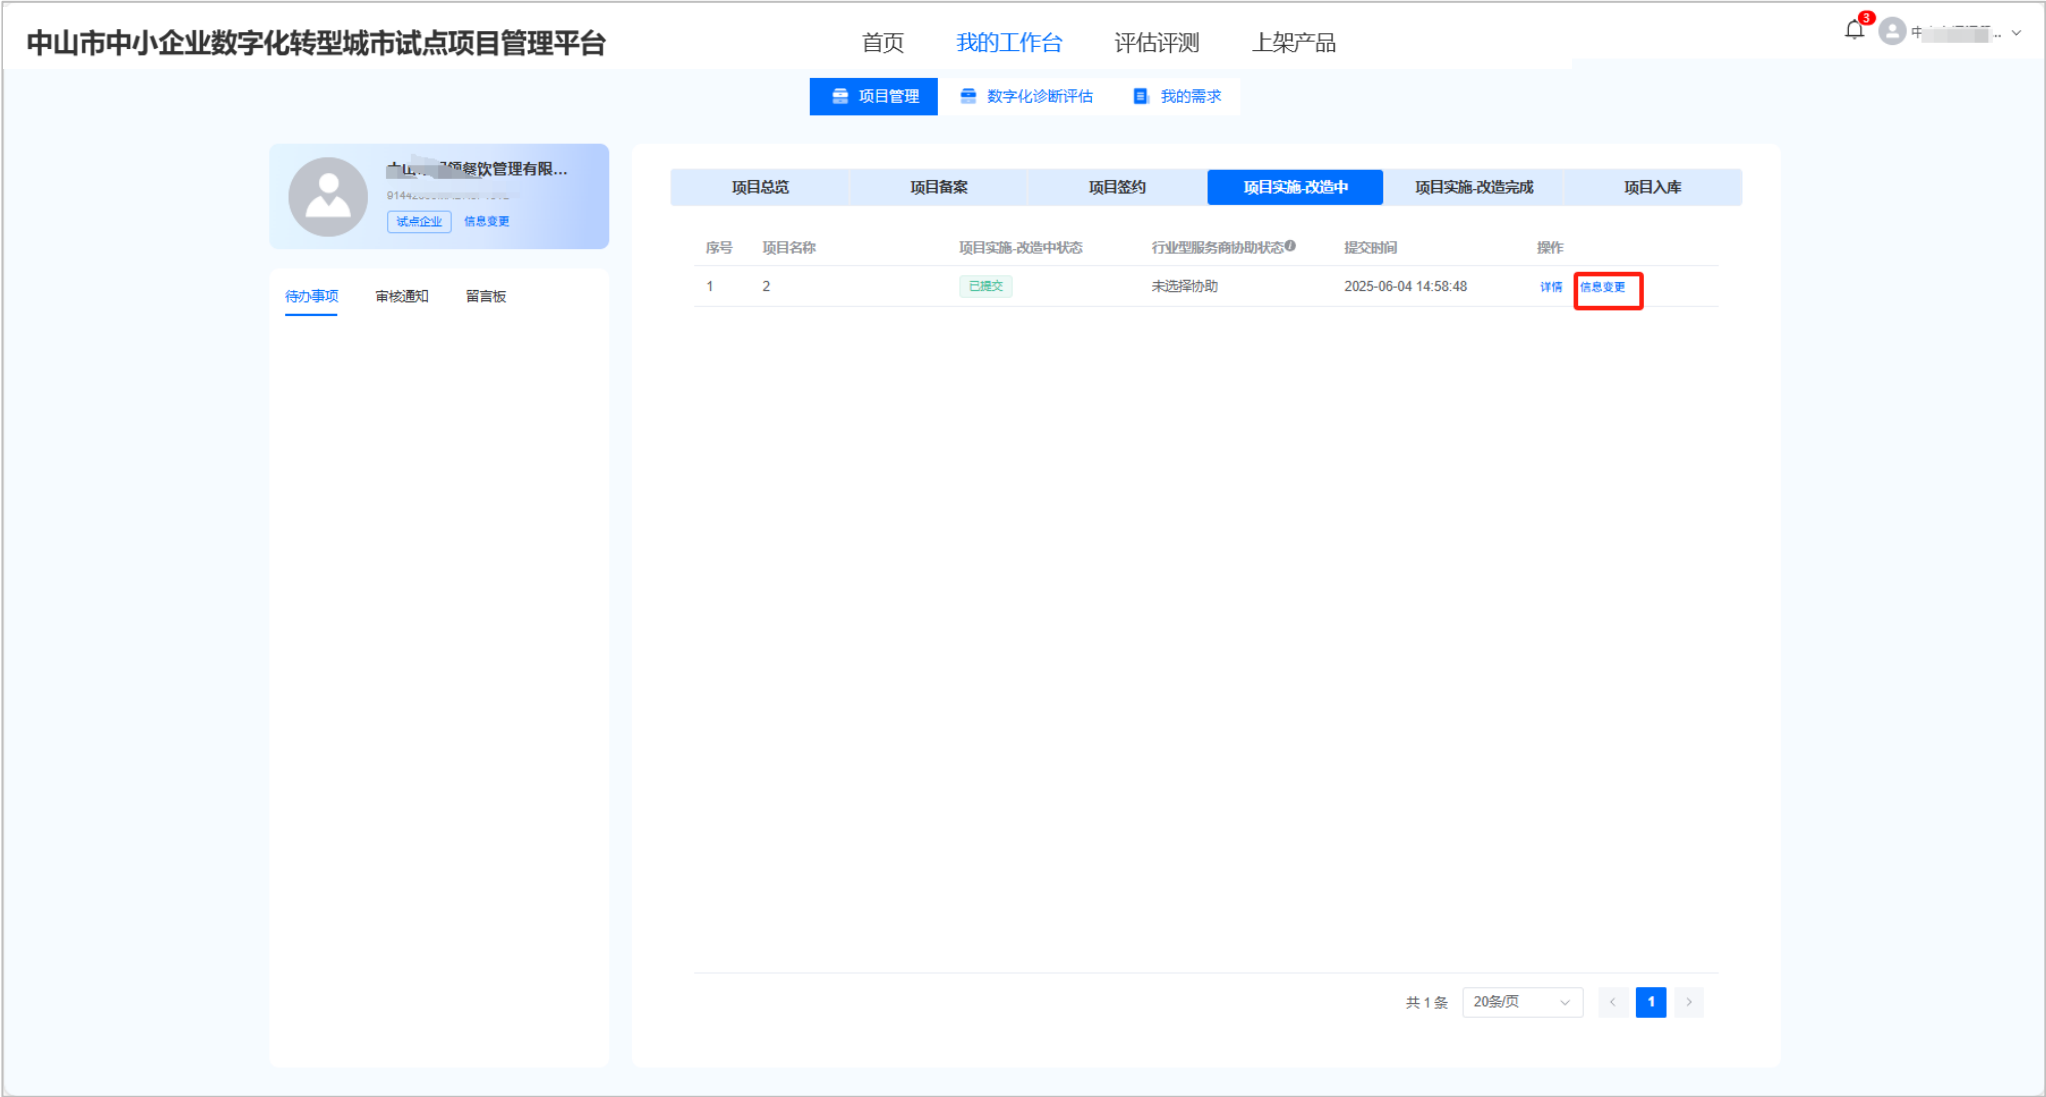 中山市中小企业数字化转型城市试点项目管理平台
首页 我的工作台 评估评测 上架产品
3
项目管理 数字化诊断评估 我的需求
餐饮管理有限...
试点企业 信息变更
待办事项 审核通知 留言板
项目总览 项目备案 项目签约 项目实施-改造中 项目实施-改造完成 项目入库
序号 项目名称 项目实施-改造中状态 行业型服务商协助状态 提交时间 操作
1 2 已提交 未选择协助 2025-06-04 14:58:48 详情 信息变更
共 1 条 20条/页 < 1 >